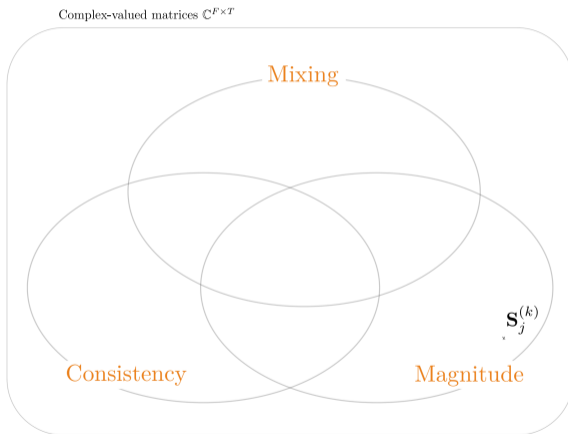 Complex-valued matrices ℂ^{F×T}
Mixing
𝐒_j^{(k)}
Consistency
Magnitude